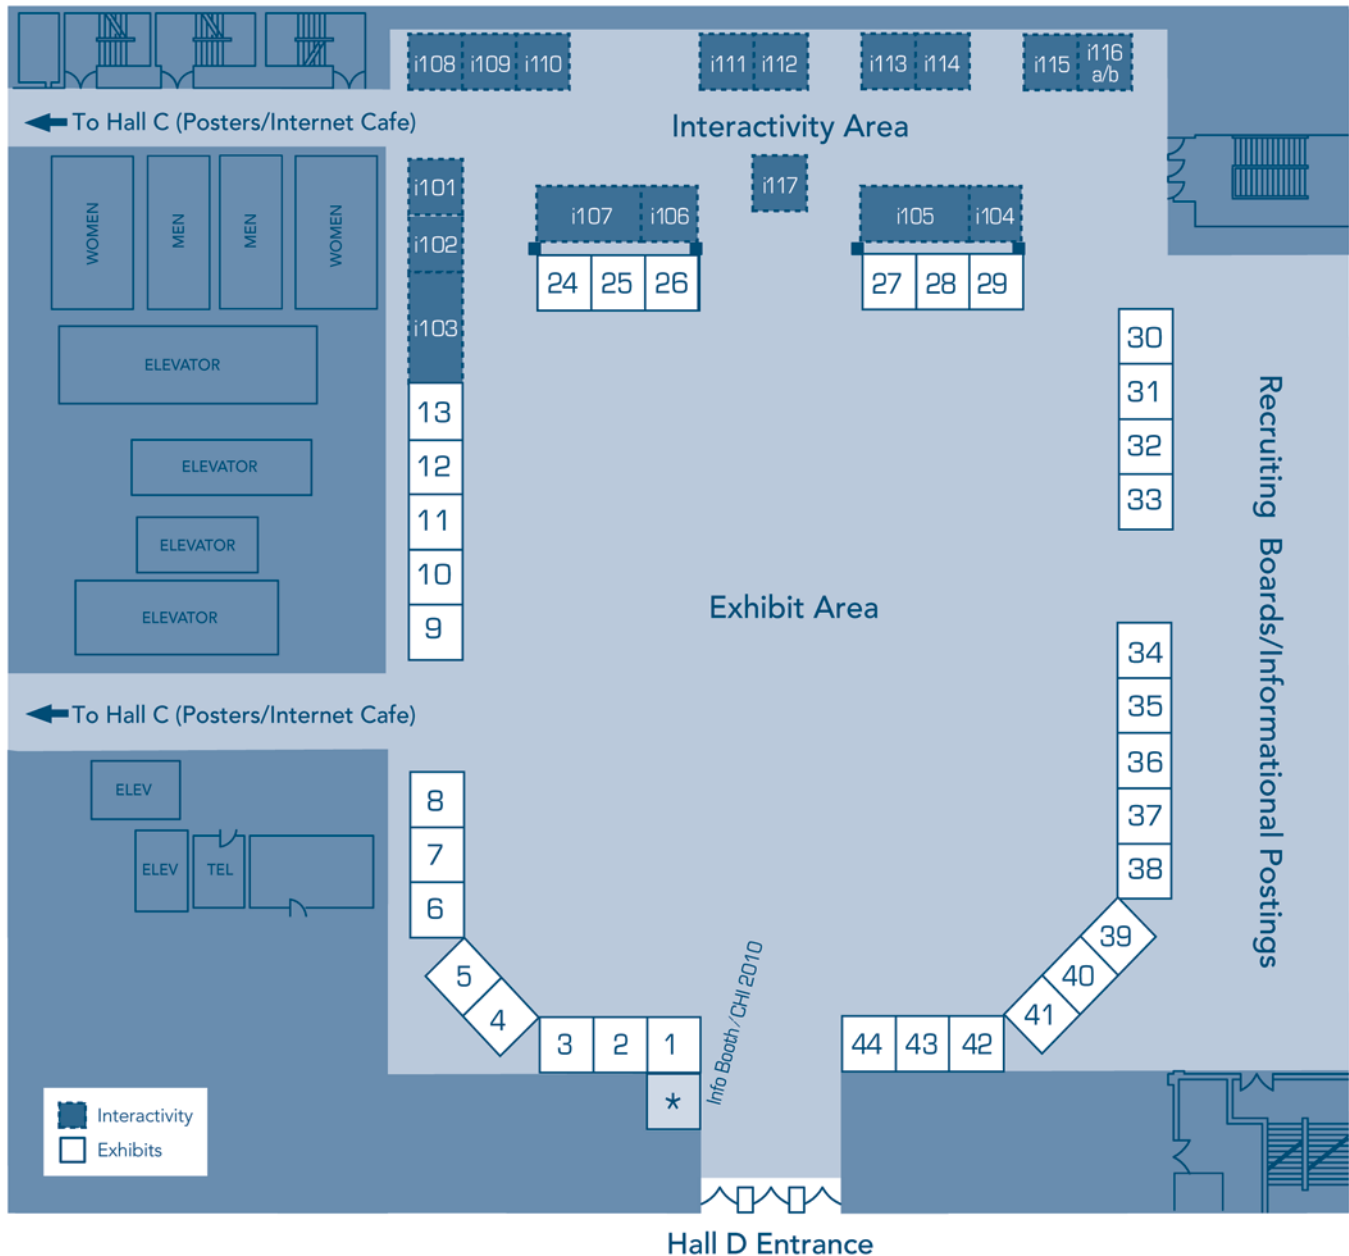 i108 i109 i110 i111 i112 i113 i114 i115 i116
a/b
To Hall C (Posters/Internet Cafe)
Interactivity Area
i101
i102
i103
i107 i106
i117
i105 i104
WOMEN
MEN
MEN
WOMEN
24 25 26
27 28 29
ELEVATOR
ELEVATOR
ELEVATOR
ELEVATOR
13
12
11
10
9
30
31
32
33
Exhibit Area
Recruiting Boards/Informational Postings
34
35
36
37
38
39
40
41
To Hall C (Posters/Internet Cafe)
ELEV
ELEV
TEL
8
7
6
5
4
3 2 1
*
Info Booth/CHI 2010
44 43 42
Interactivity
Exhibits
Hall D Entrance